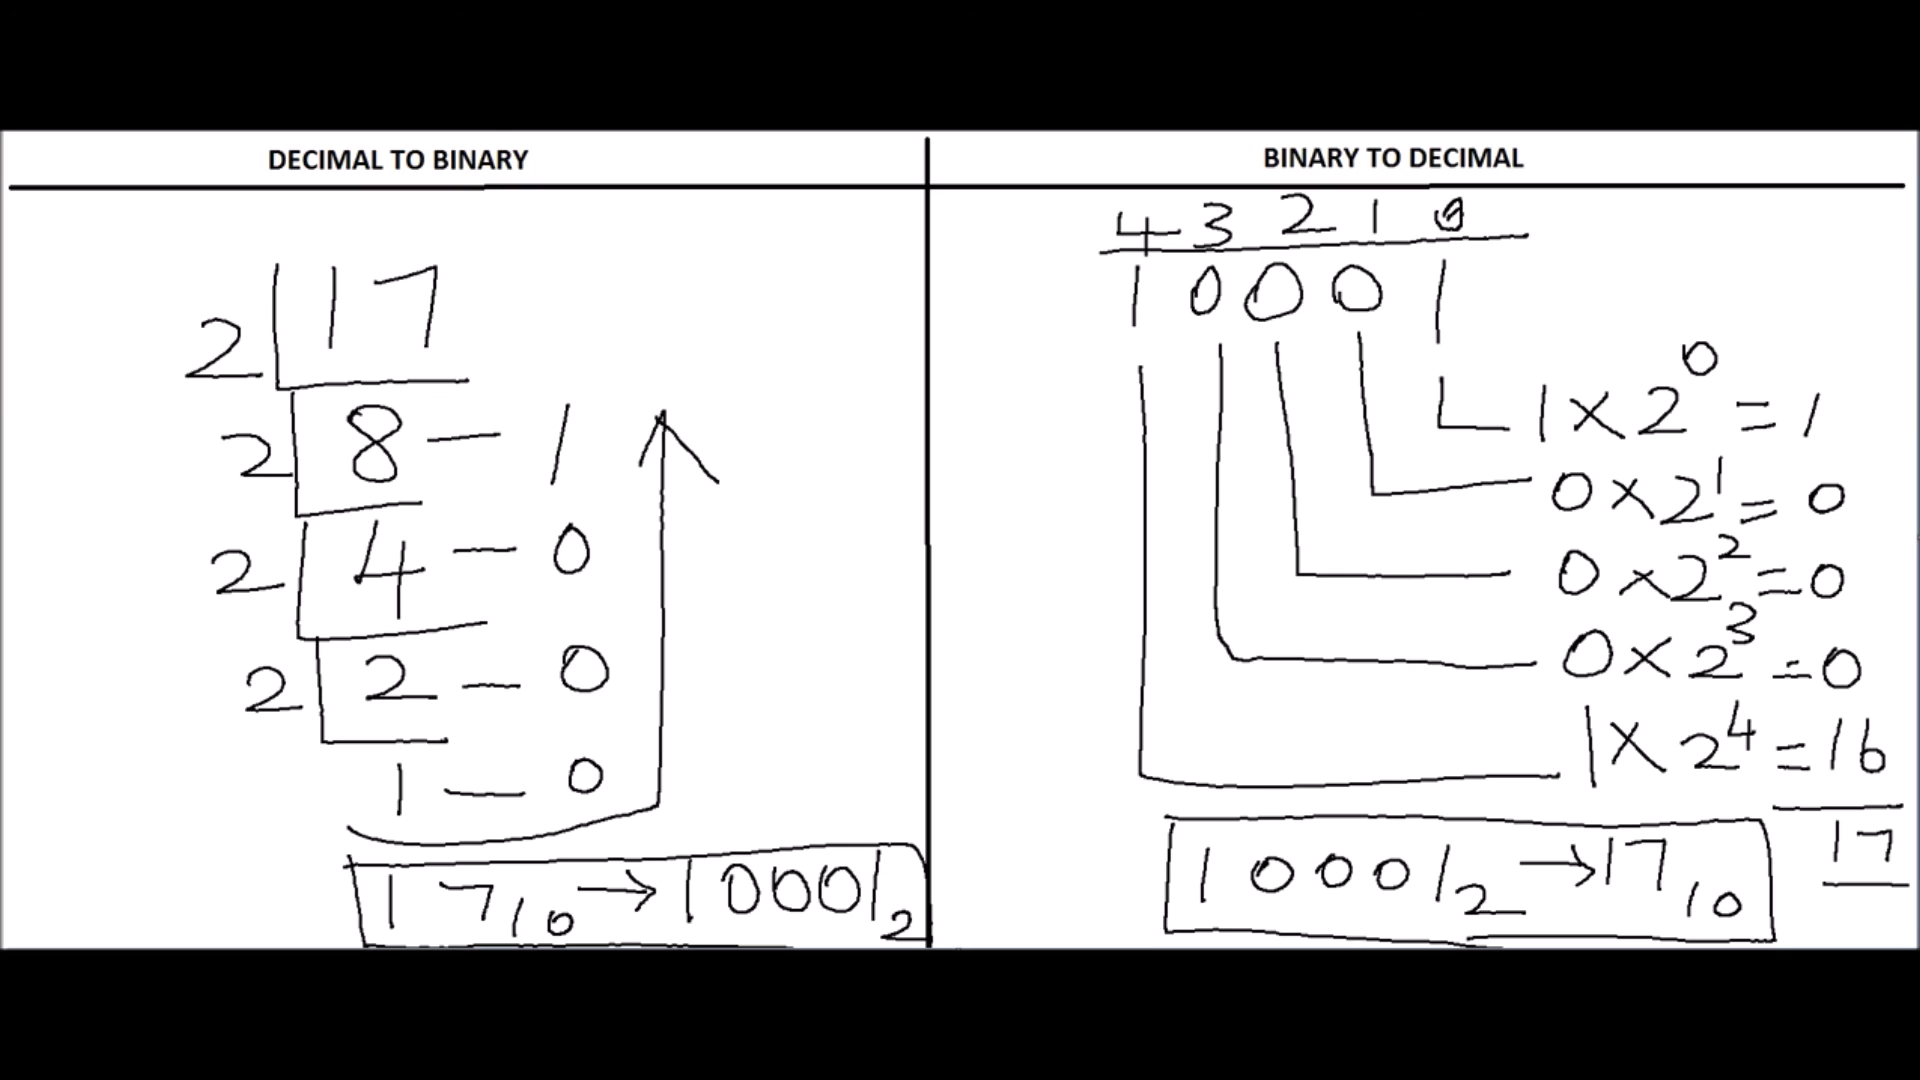 DECIMAL TO BINARY
2 17
2 8 — 1
2 4 — 0
2 2 — 0
1 — 0
17₁₀ → 10001₂
BINARY TO DECIMAL
4 3 2 1 0
1 0 0 0 1
1 × 2⁰ = 1
0 × 2¹ = 0
0 × 2² = 0
0 × 2³ = 0
1 × 2⁴ = 16
17
10001₂ → 17₁₀